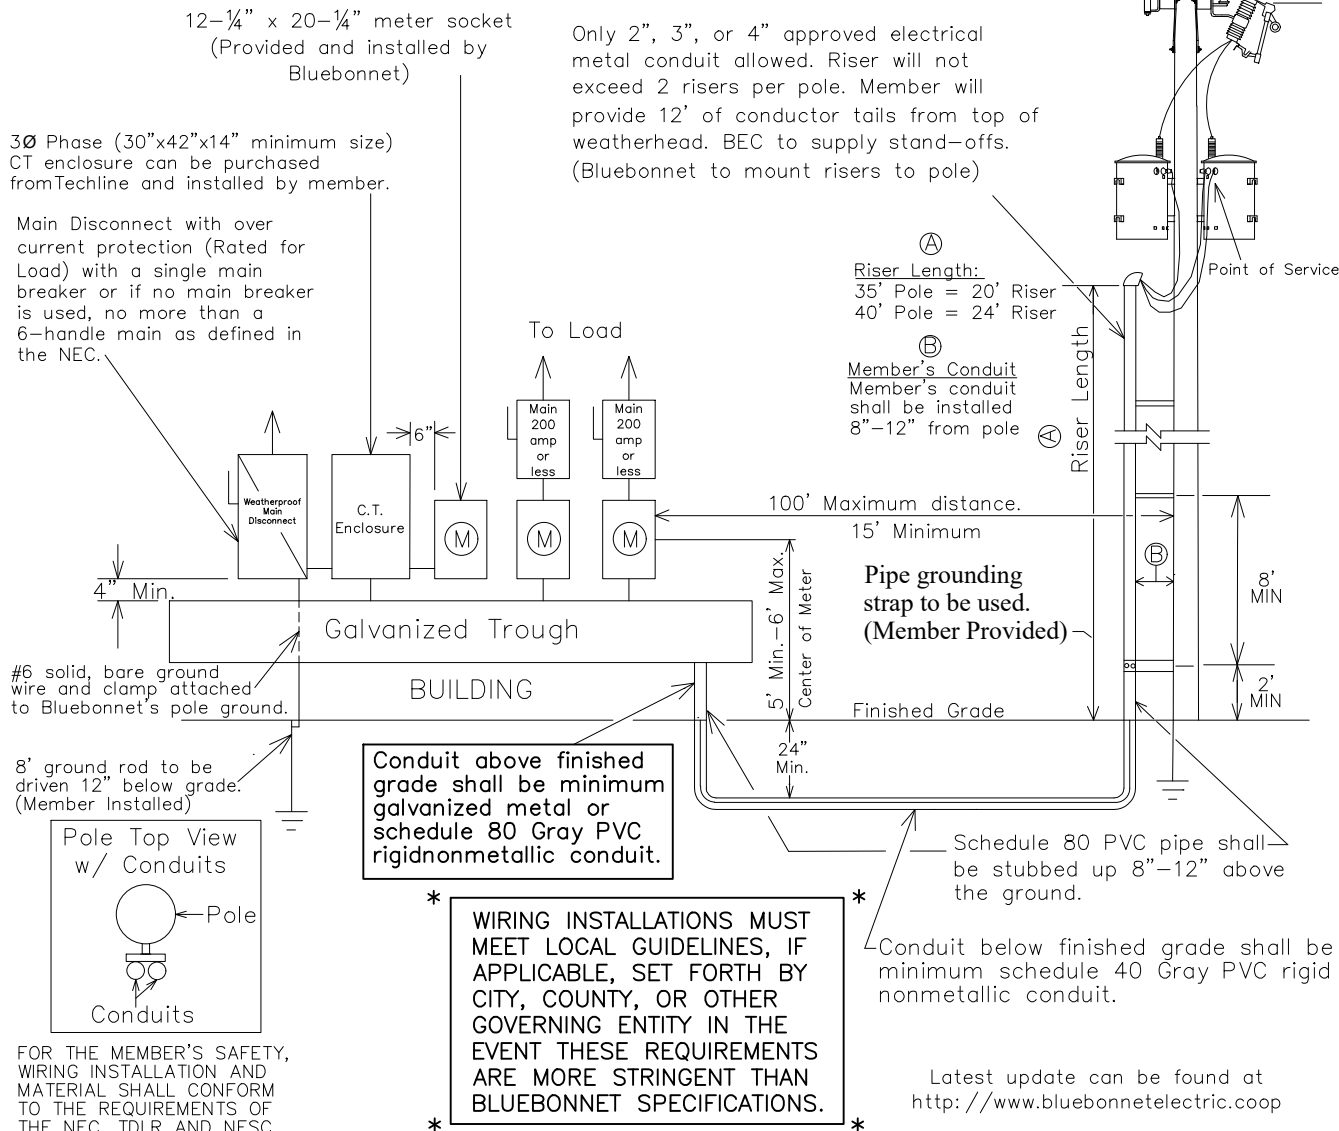 12-¼" x 20-¼" meter socket
(Provided and installed by
Bluebonnet)
Only 2", 3", or 4" approved electrical
metal conduit allowed. Riser will not
exceed 2 risers per pole. Member will
provide 12' of conductor tails from top of
weatherhead. BEC to supply stand-offs.
(Bluebonnet to mount risers to pole)
3Ø Phase (30"x42"x14" minimum size)
CT enclosure can be purchased
fromTechline and installed by member.
Main Disconnect with over
current protection (Rated for
Load) with a single main
breaker or if no main breaker
is used, no more than a
6-handle main as defined in
the NEC.
A
Riser Length:
35' Pole = 20' Riser
40' Pole = 24' Riser
B
Member's Conduit
Member's conduit
shall be installed
8"-12" from pole
Point of Service
A Riser Length
To Load
Main
200
amp
or
less
Main
200
amp
or
less
6"
Weatherproof
Main
Disconnect
C.T.
Enclosure
M
M
M
100' Maximum distance.
15' Minimum
Pipe grounding
strap to be used.
(Member Provided)
B
8'
MIN
2'
MIN
4" Min.
Galvanized Trough
5' Min.-6' Max.
Center of Meter
#6 solid, bare ground
wire and clamp attached
to Bluebonnet's pole ground.
BUILDING
Finished Grade
24"
Min.
8' ground rod to be
driven 12" below grade.
(Member Installed)
Conduit above finished
grade shall be minimum
galvanized metal or
schedule 80 Gray PVC
rigidnonmetallic conduit.
Schedule 80 PVC pipe shall
be stubbed up 8"-12" above
the ground.
Pole Top View
w/ Conduits
Pole
Conduits
* *
WIRING INSTALLATIONS MUST
MEET LOCAL GUIDELINES, IF
APPLICABLE, SET FORTH BY
CITY, COUNTY, OR OTHER
GOVERNING ENTITY IN THE
EVENT THESE REQUIREMENTS
ARE MORE STRINGENT THAN
BLUEBONNET SPECIFICATIONS.
* *
Conduit below finished grade shall be
minimum schedule 40 Gray PVC rigid
nonmetallic conduit.
FOR THE MEMBER'S SAFETY,
WIRING INSTALLATION AND
MATERIAL SHALL CONFORM
TO THE REQUIREMENTS OF
THE NEC, TDLR AND NESC
Latest update can be found at
http://www.bluebonnetelectric.coop